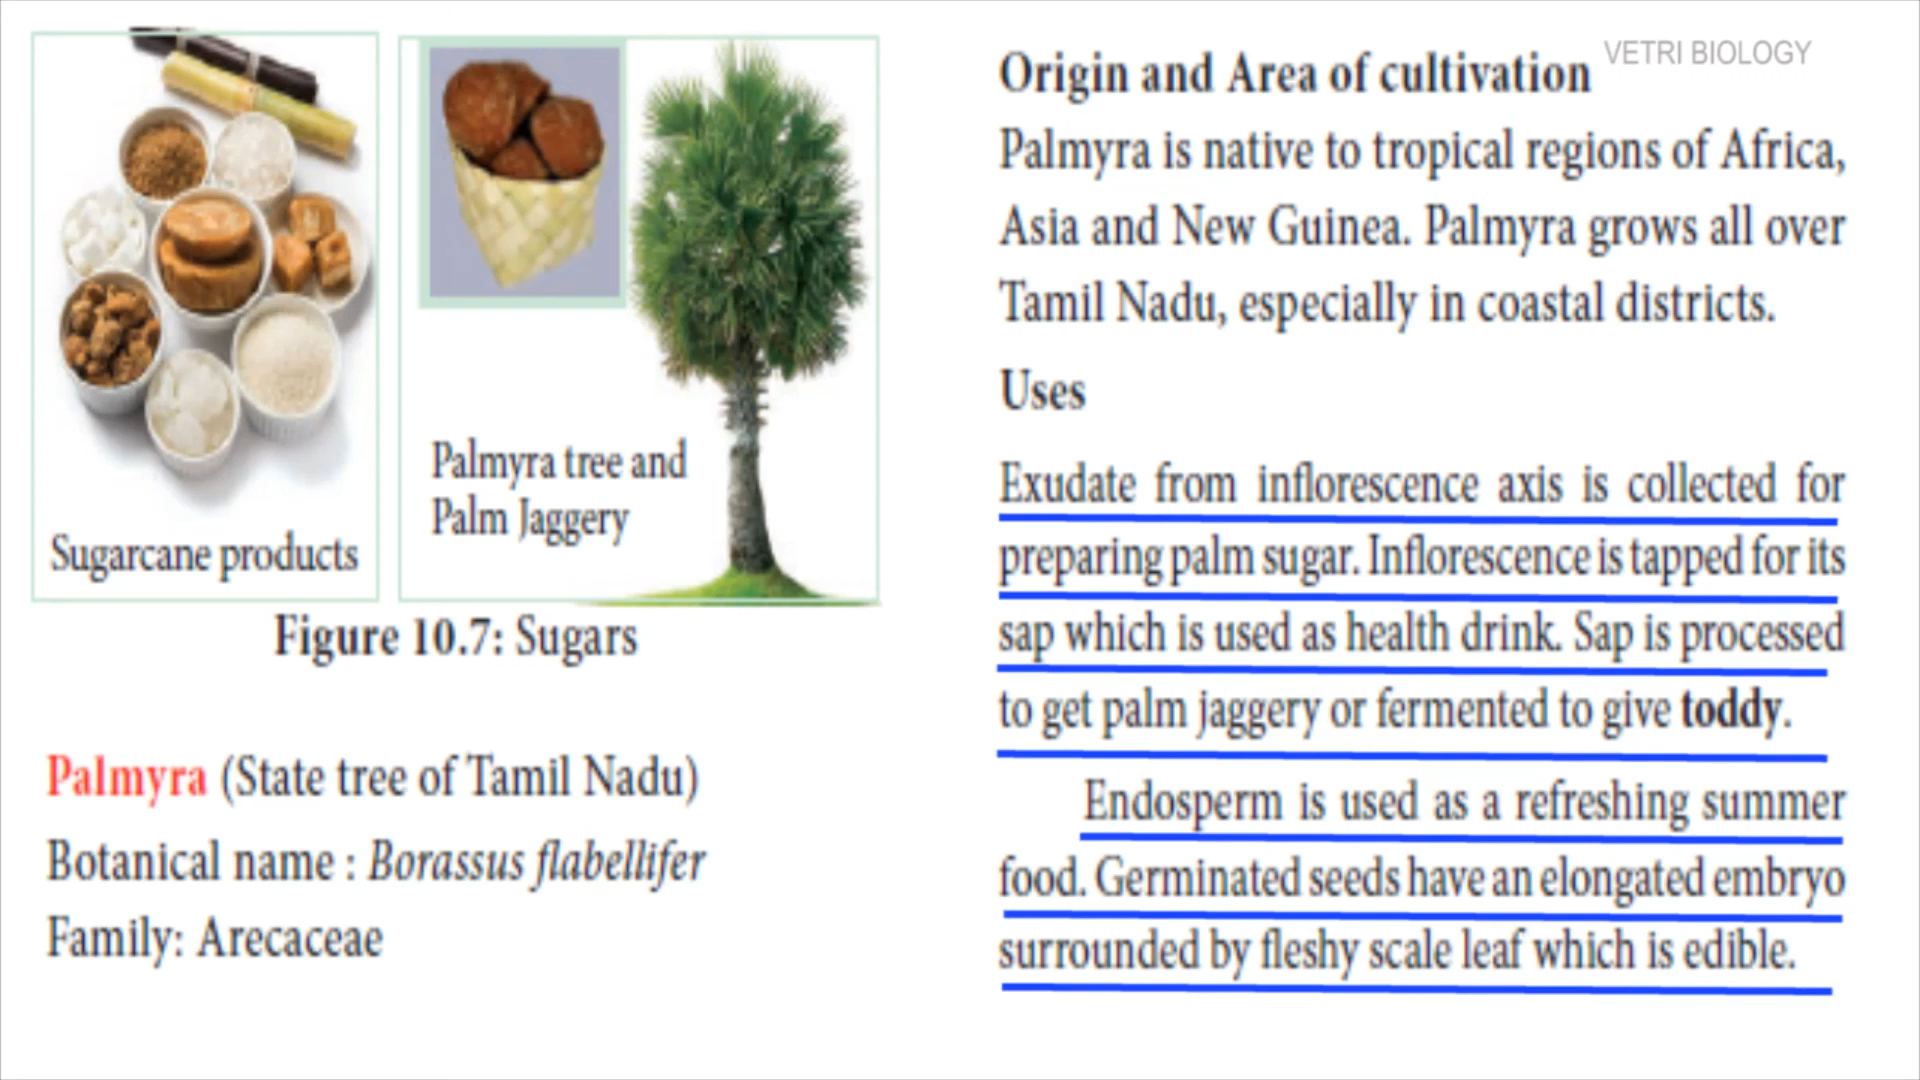 Sugarcane products
Palmyra tree and
Palm Jaggery
Figure 10.7: Sugars
Palmyra (State tree of Tamil Nadu)
Botanical name : Borassus flabellifer
Family: Arecaceae
VETRI BIOLOGY
Origin and Area of cultivation
Palmyra is native to tropical regions of Africa,
Asia and New Guinea. Palmyra grows all over
Tamil Nadu, especially in coastal districts.
Uses
Exudate from inflorescence axis is collected for
preparing palm sugar. Inflorescence is tapped for its
sap which is used as health drink. Sap is processed
to get palm jaggery or fermented to give toddy.
Endosperm is used as a refreshing summer
food. Germinated seeds have an elongated embryo
surrounded by fleshy scale leaf which is edible.